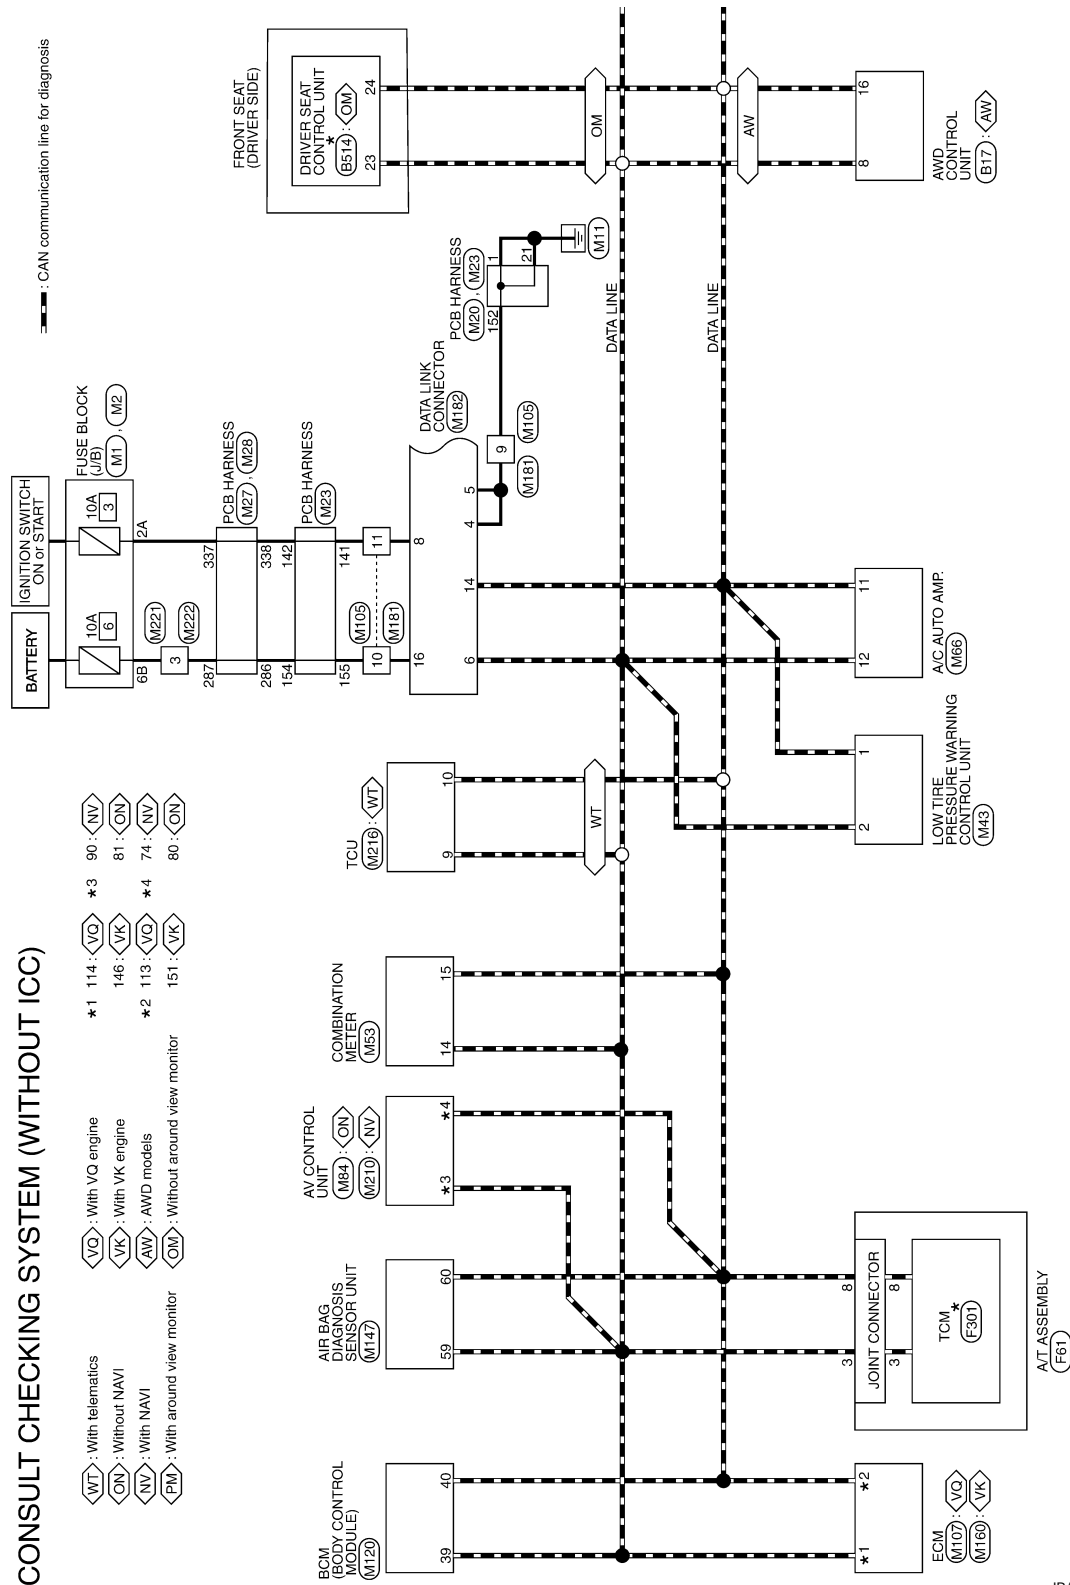 CONSULT CHECKING SYSTEM (WITHOUT ICC)
: CAN communication line for diagnosis
WT : With telematics
ON : Without NAVI
NV : With NAVI
PM : With around view monitor
VQ : With VQ engine
VK : With VK engine
AW : AWD models
OM : Without around view monitor
*1 114 : VQ
146 : VK
*2 113 : VQ
151 : VK
*3 90 : NV
81 : ON
*4 74 : NV
80 : ON
BATTERY
IGNITION SWITCH
ON or START
FUSE BLOCK
(J/B)
M1 , M2
10A
6
10A
3
6B
2A
3
M221
M222
287
337
PCB HARNESS
M27 , M28
286
338
154
142
PCB HARNESS
M23
155
141
10
11
M105
M181
16
8
DATA LINK
CONNECTOR
M182
6
14
4
5
9
M181
M105
152
PCB HARNESS
M20 , M23
1
21
M11
FRONT SEAT
(DRIVER SIDE)
DRIVER SEAT
CONTROL UNIT
*
B514 : OM
23
24
OM
BCM
(BODY CONTROL
MODULE)
M120
39
40
AIR BAG
DIAGNOSIS
SENSOR UNIT
M147
59
60
AV CONTROL
UNIT
M84 : ON
M210 : NV
*3
*4
COMBINATION
METER
M53
14
15
TCU
M216 : WT
9
10
WT
DATA LINE
DATA LINE
AW
*1
*2
ECM
M107 : VQ
M160 : VK
3
8
JOINT CONNECTOR
3
8
TCM
*
F301
A/T ASSEMBLY
F61
2
1
LOW TIRE
PRESSURE WARNING
CONTROL UNIT
M43
12
11
A/C AUTO AMP.
M66
8
16
AWD
CONTROL
UNIT
B17 : AW